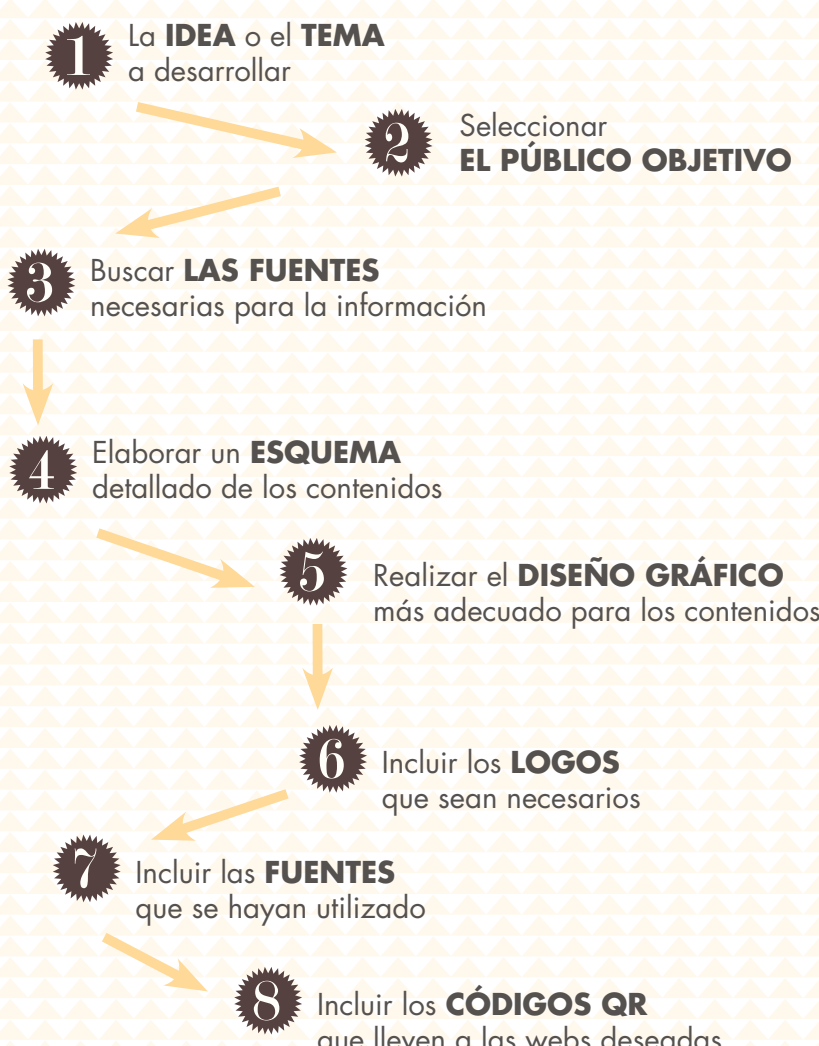 1 La IDEA o el TEMA
a desarrollar
2 Seleccionar
EL PÚBLICO OBJETIVO
3 Buscar LAS FUENTES
necesarias para la información
4 Elaborar un ESQUEMA
detallado de los contenidos
5 Realizar el DISEÑO GRÁFICO
más adecuado para los contenidos
6 Incluir los LOGOS
que sean necesarios
7 Incluir las FUENTES
que se hayan utilizado
8 Incluir los CÓDIGOS QR
que lleven a las webs deseadas